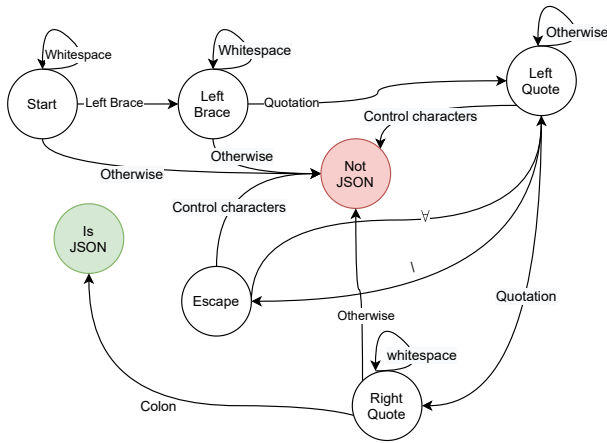 Whitespace
Whitespace
Otherwise
Start
Left Brace
Left
Brace
Quotation
Left
Quote
Control characters
Otherwise
Otherwise
Not
JSON
Control characters
∀
Is
JSON
\
Escape
Quotation
Otherwise
whitespace
Colon
Right
Quote